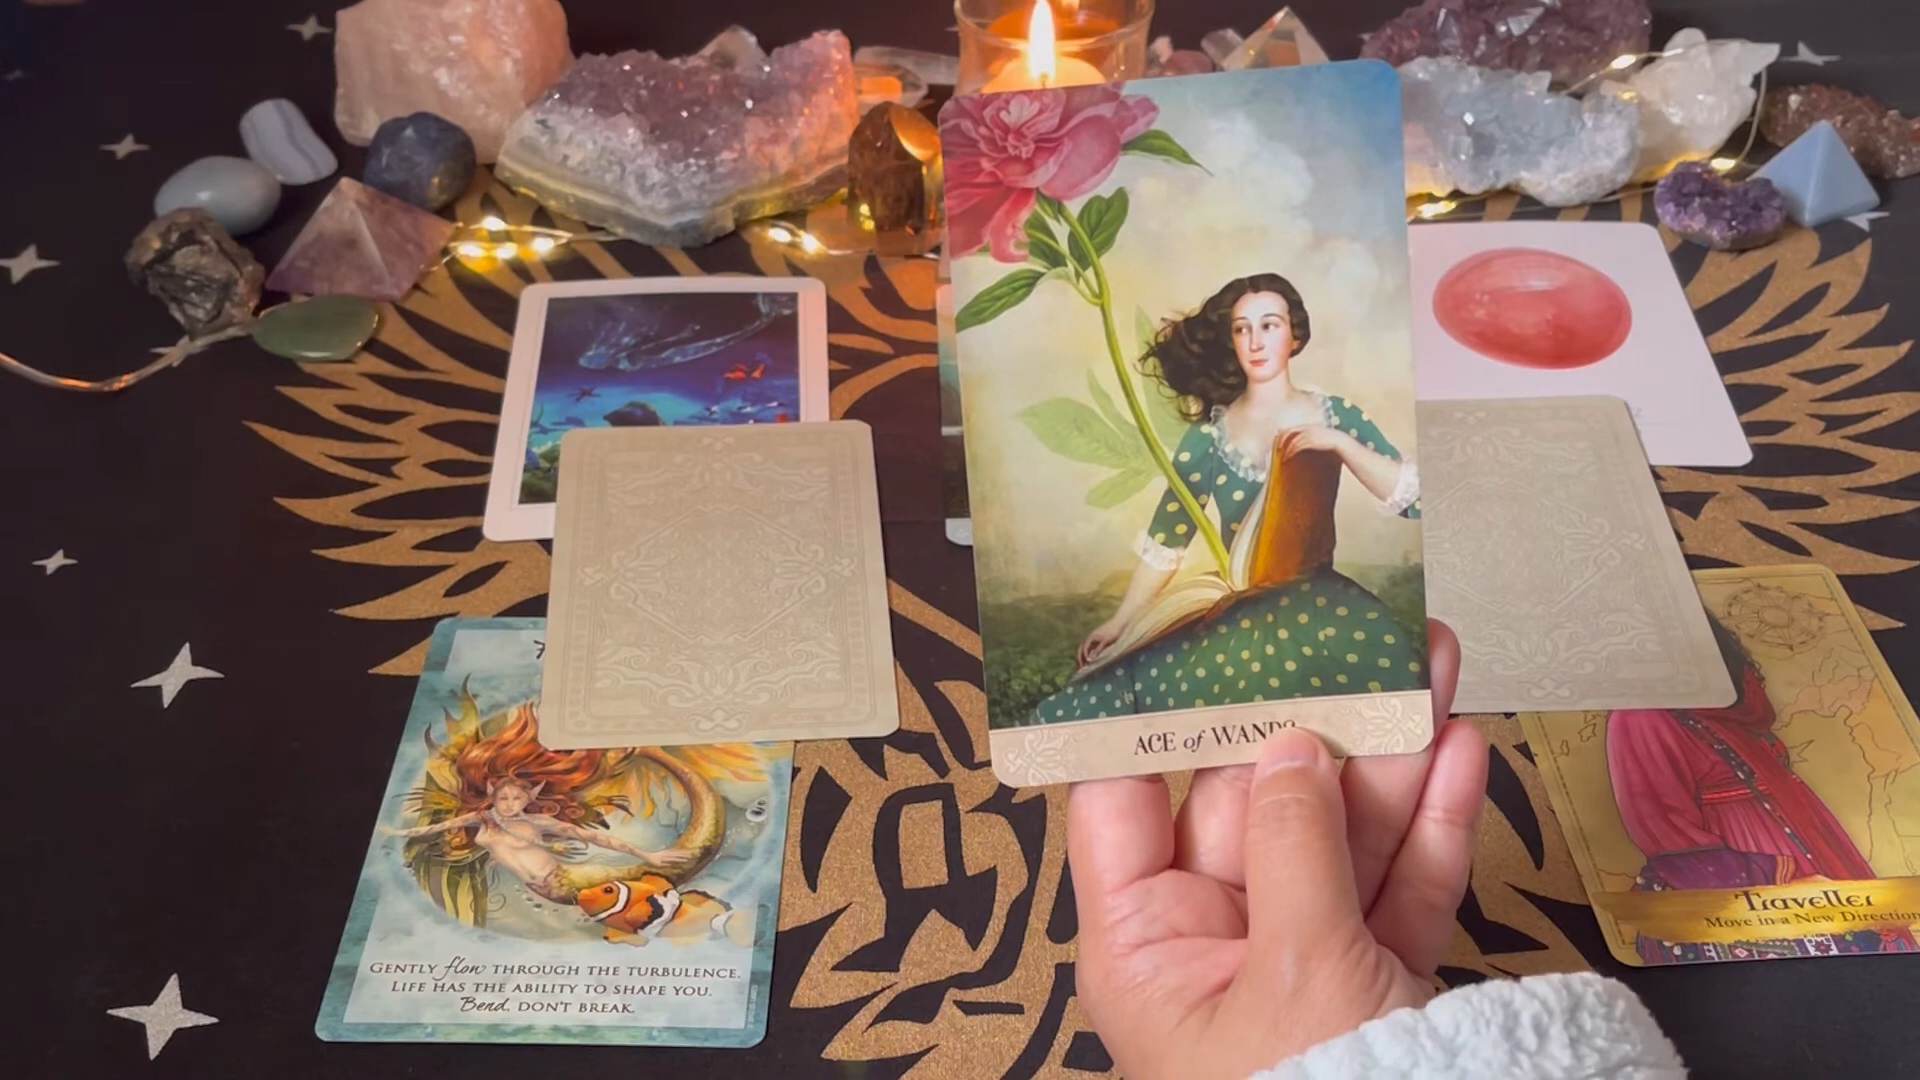 ACE of WANDS
Traveller
Move in a New Direction
GENTLY flow THROUGH THE TURBULENCE.
LIFE HAS THE ABILITY TO SHAPE YOU.
Bend, DON'T BREAK.